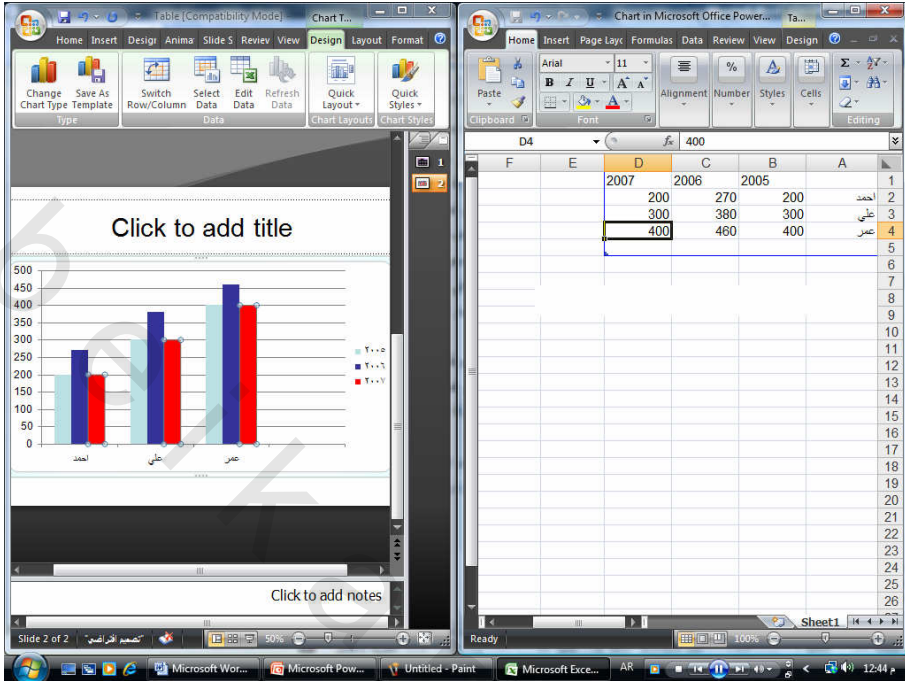 Table [Compatibility Mode]
Chart T...
Home Insert Desigr Anima Slide S Reviev View Design Layout Format
Change Chart Type
Save As Template
Switch Row/Column
Select Data
Edit Data
Refresh Data
Quick Layout
Quick Styles
Type
Data
Chart Layouts
Chart Styles
1
2
Click to add title
500
450
400
350
300
250
200
150
100
50
0
احمد علي عمر
٢٠٠٥
٢٠٠٦
٢٠٠٧
Click to add notes
Slide 2 of 2
50%
Chart in Microsoft Office Power...
Ta...
Home Insert Page Layc Formulas Data Review View Design
Paste
Arial 11
B I U A A
A
Alignment
Number
%
Styles
Cells
Σ
Clipboard
Font
Editing
D4 fx 400
F E D C B A
2007 2006 2005 1
200 270 200 احمد 2
300 380 300 علي 3
400 460 400 عمر 4
5
6
7
8
9
10
11
12
13
14
15
16
17
18
19
20
21
22
23
24
25
26
Sheet1
Ready
100%
Microsoft Wor...
Microsoft Pow...
Untitled - Paint
Microsoft Exce...
AR
12:44 م